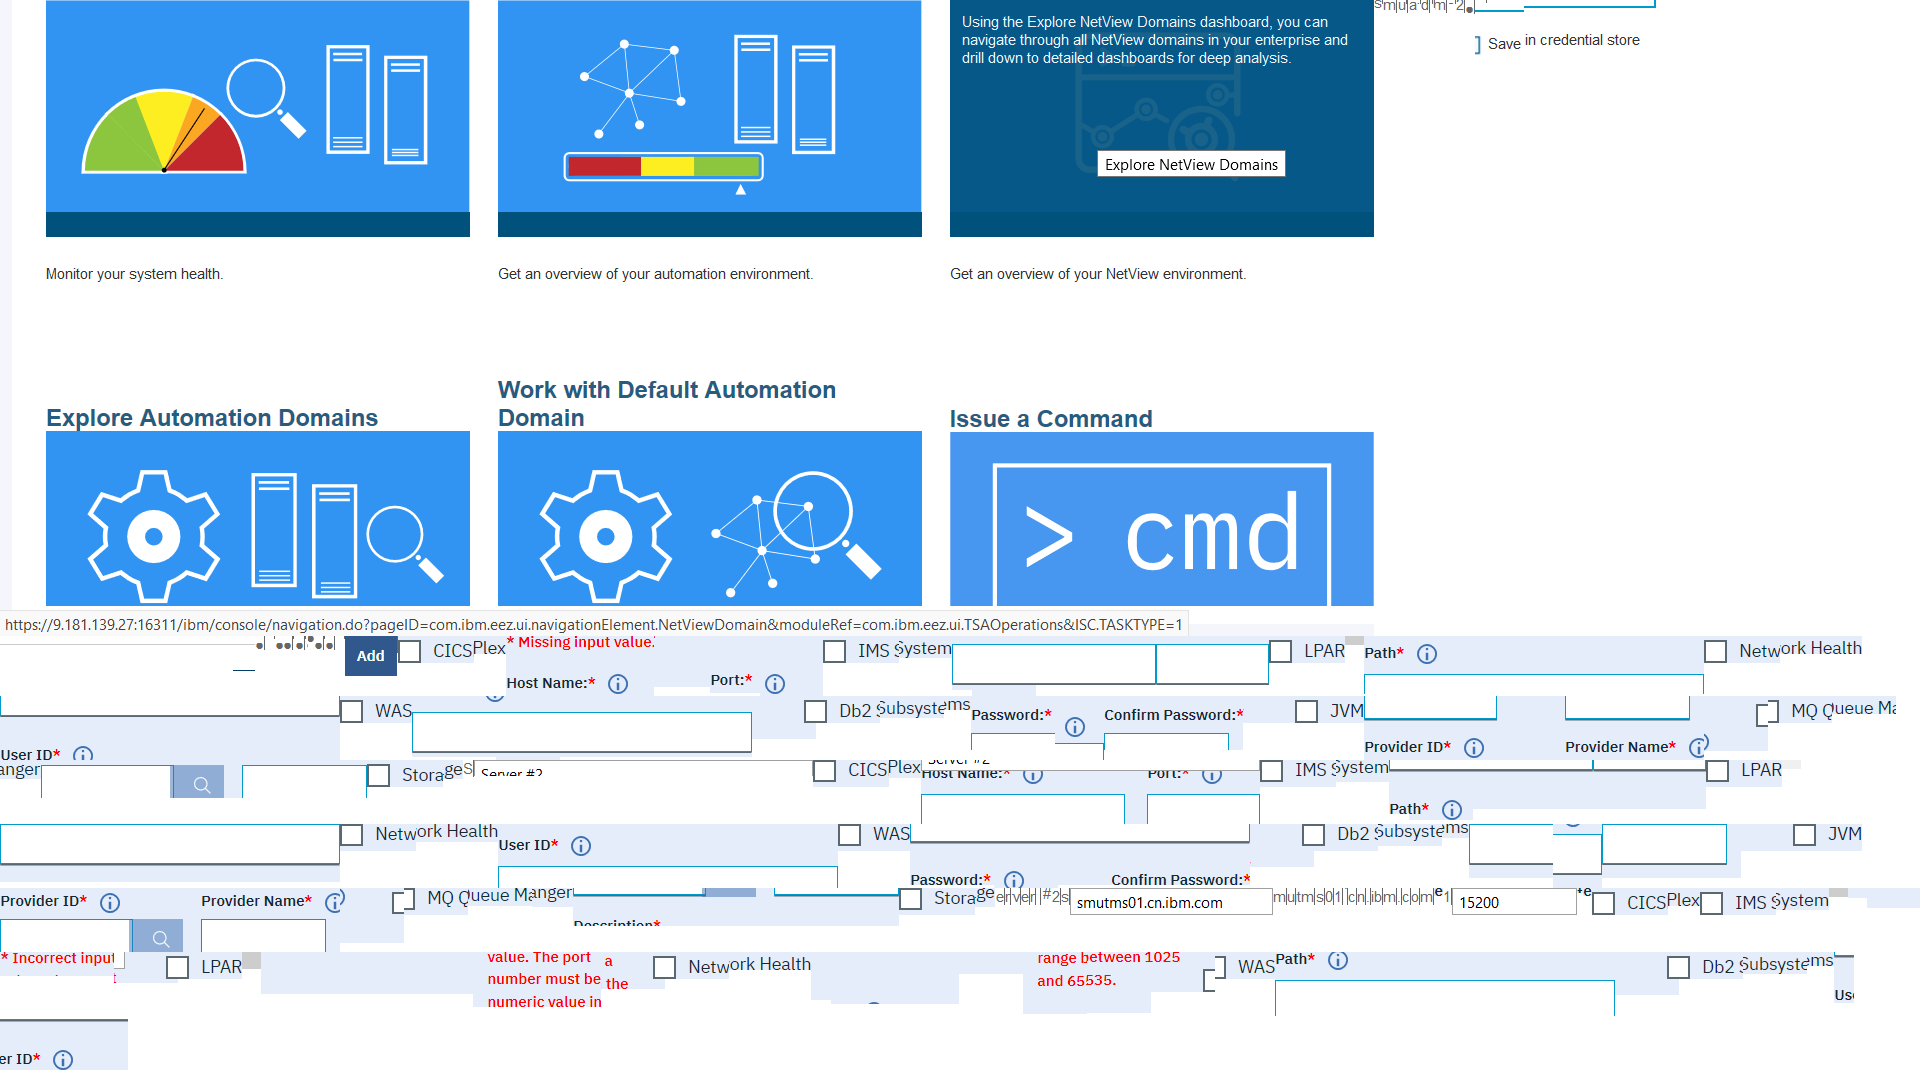 smuadm-2
Using the Explore NetView Domains dashboard, you can
navigate through all NetView domains in your enterprise and
drill down to detailed dashboards for deep analysis.
Save in credential store
Explore NetView Domains
Monitor your system health.
Get an overview of your automation environment.
Get an overview of your NetView environment.
Explore Automation Domains
Work with Default Automation
Domain
Issue a Command
> cmd
https://9.181.139.27:16311/ibm/console/navigation.do?pageID=com.ibm.eez.ui.navigationElement.NetViewDomain&moduleRef=com.ibm.eez.ui.TSAOperations&ISC.TASKTYPE=1
Add
CICSPlex
* Missing input value.
IMS System
LPAR
Path*
Network Health
Host Name:*
Port:*
WAS
Db2 Subsystems
Password:*
Confirm Password:*
JVM
MQ Queue Ma
User ID*
Provider ID*
Provider Name*
anger
Storage
Server #2
CICSPlex
Host Name:*
Port:*
IMS System
LPAR
Path*
Network Health
User ID*
WAS
Db2 Subsystems
JVM
Password:*
Confirm Password:*
Provider ID*
Provider Name*
MQ Queue Manger
Description*
Storage
erver #2s
smutms01.cn.ibm.com
mutms01.cn.ibm.com
15200
CICSPlex
IMS System
* Incorrect input
LPAR
value. The port
number must be
numeric value in
a
the
Network Health
range between 1025
and 65535.
WAS
Path*
Db2 Subsystems
er ID*